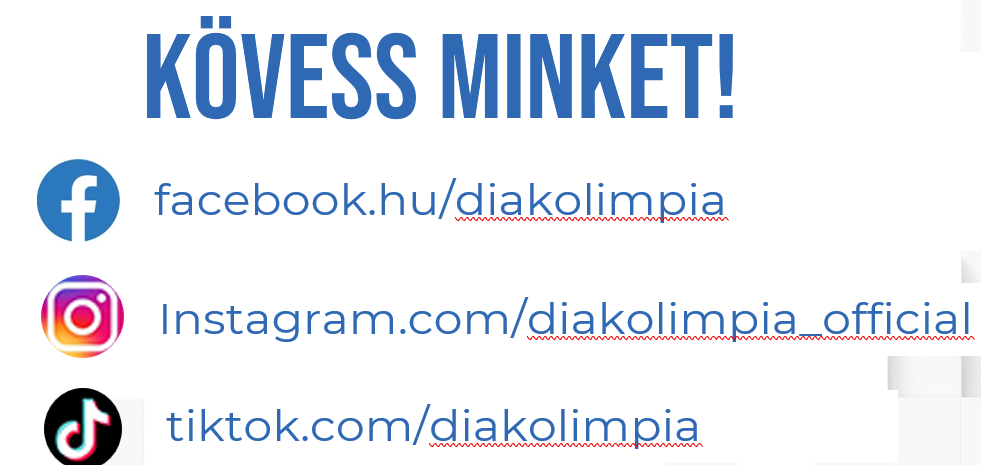 KÖVESS MINKET!
facebook.hu/diakolimpia
Instagram.com/diakolimpia_official
tiktok.com/diakolimpia